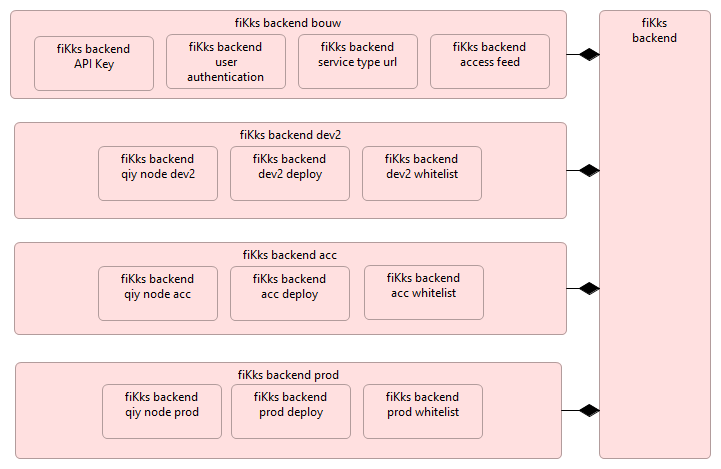 fiKks backend bouw
fiKks backend
API Key
fiKks backend
user
authentication
fiKks backend
service type url
fiKks backend
access feed
fiKks
backend
fiKks backend dev2
fiKks backend
qiy node dev2
fiKks backend
dev2 deploy
fiKks backend
dev2 whitelist
fiKks backend acc
fiKks backend
qiy node acc
fiKks backend
acc deploy
fiKks backend
acc whitelist
fiKks backend prod
fiKks backend
qiy node prod
fiKks backend
prod deploy
fiKks backend
prod whitelist